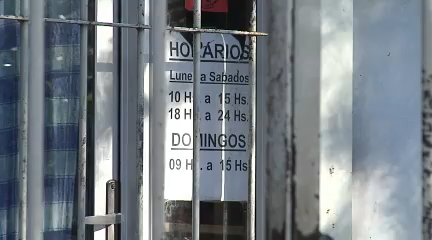 HORARIOS
Lunes a Sabados
10 Hs. a 15 Hs.
18 Hs. a 24 Hs.
DOMINGOS
09 Hs. a 15 Hs